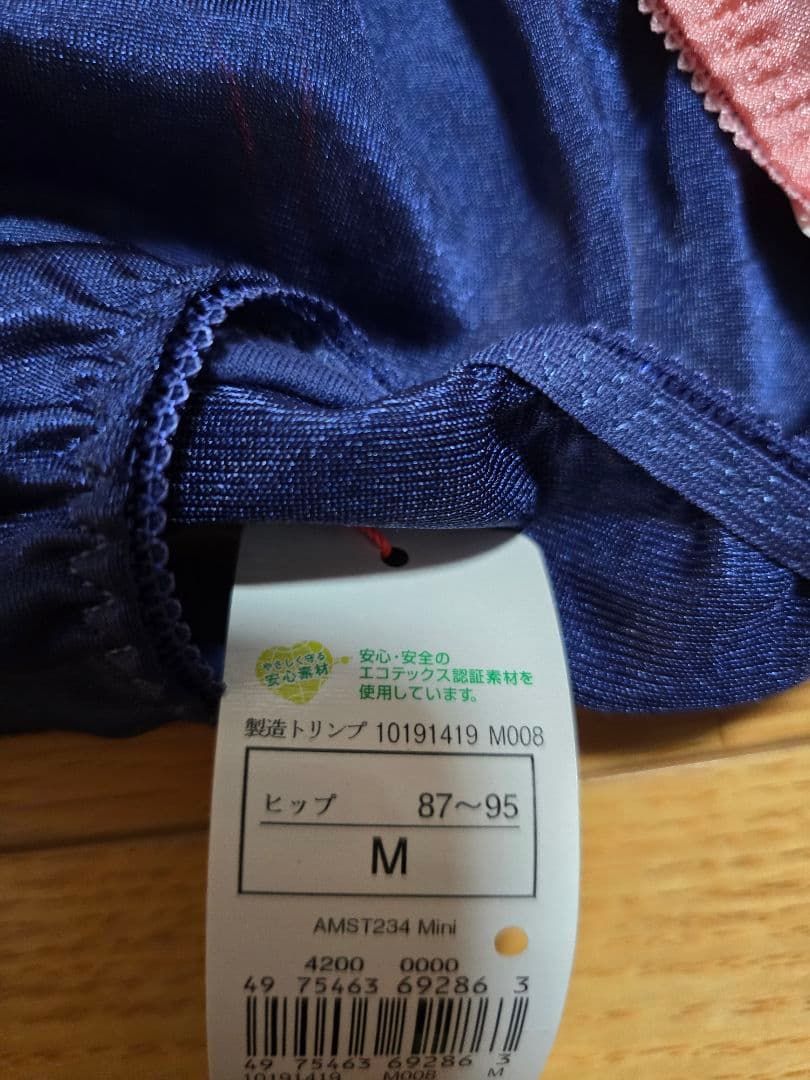 やさしく守る
安心素材
安心・安全の
エコテックス認証素材を
使用しています。
製造トリンプ 10191419 M008
ヒップ 87～95
M
AMST234 Mini
4200 0000
49 75463 69286 3
49 75463 69286 3
10191419 M008 M